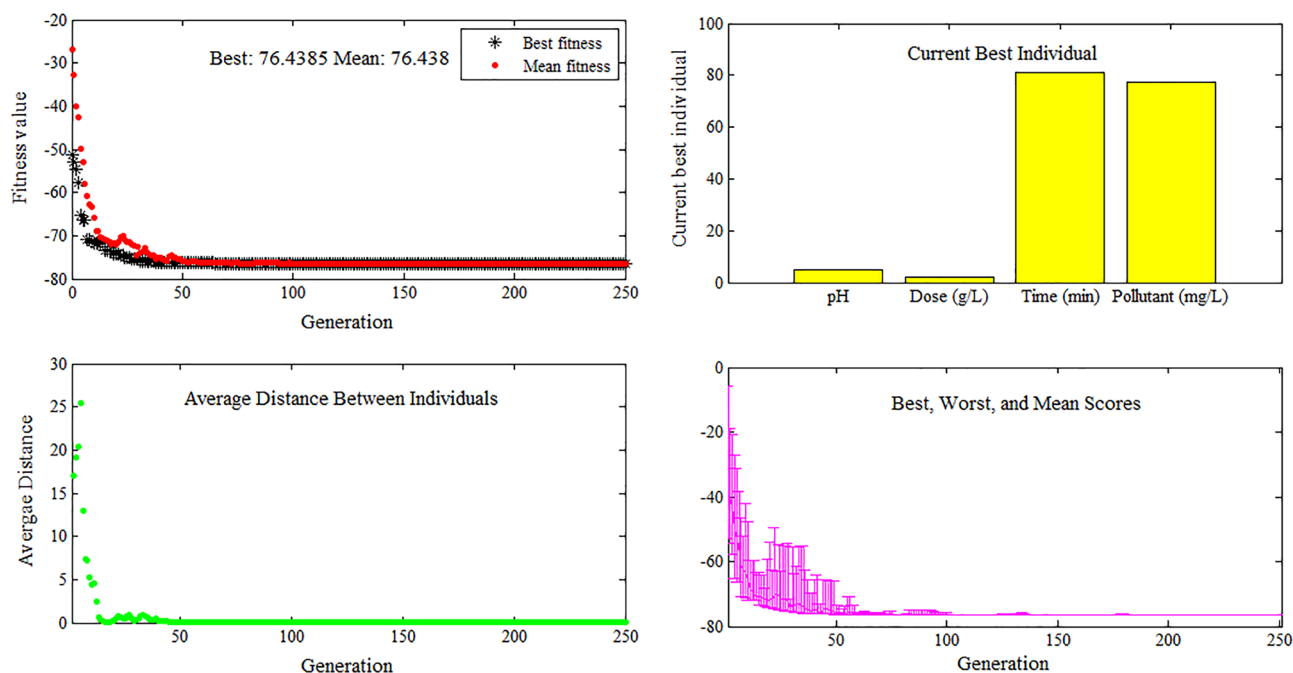 -20
-30
-40
-50
-60
-70
-80
Fitness value
Best: 76.4385 Mean: 76.438
Best fitness
Mean fitness
0
50
100
150
200
250
Generation
100
80
60
40
20
0
Current best individual
Current Best Individual
pH
Dose (g/L)
Time (min)
Pollutant (mg/L)
30
25
20
15
10
5
0
Avergae Distance
Average Distance Between Individuals
50
100
150
200
250
Generation
0
-20
-40
-60
-80
Best, Worst, and Mean Scores
50
100
150
200
250
Generation